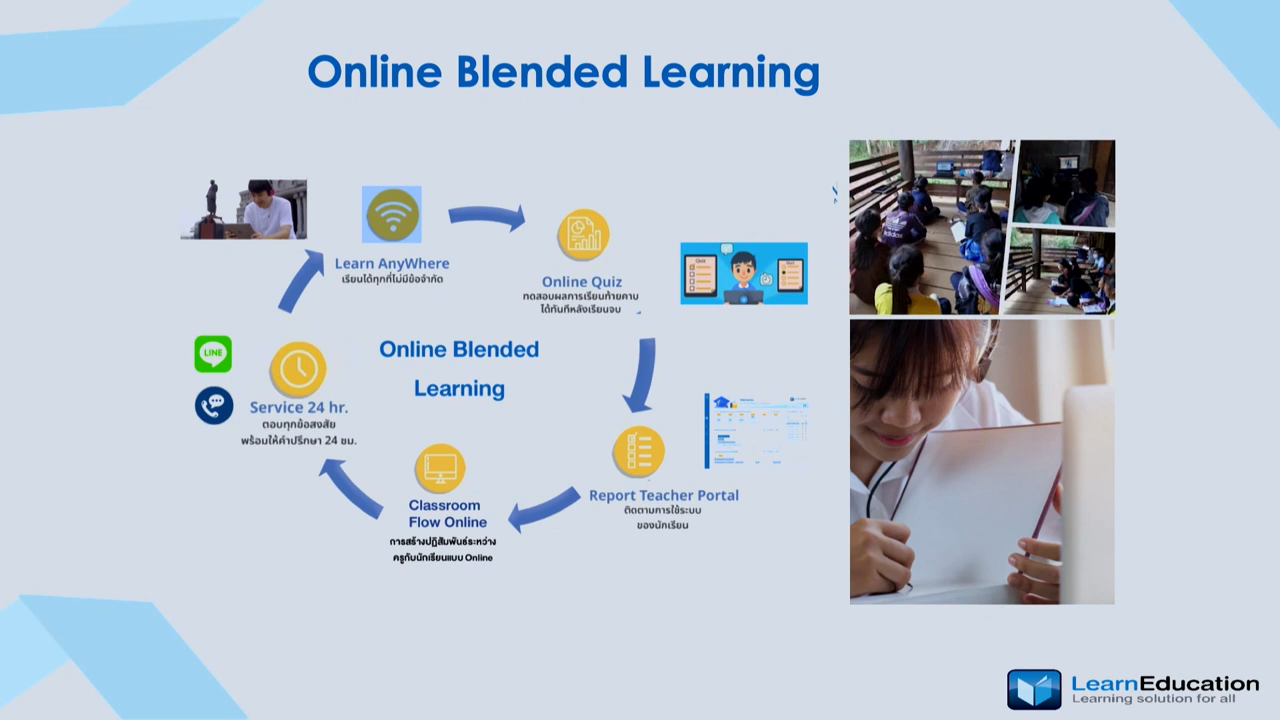 Online Blended Learning
Learn AnyWhere
เรียนได้ทุกที่ไม่มีข้อจำกัด
Online Quiz
ทดสอบผลการเรียนท้ายคาบ
ได้ทันทีหลังเรียนจบ
Quiz
Online Blended
Learning
LINE
Service 24 hr.
ตอบทุกข้อสงสัย
พร้อมให้คำปรึกษา 24 ชม.
Report Teacher Portal
ติดตามการใช้ระบบ
ของนักเรียน
Classroom
Flow Online
การสร้างปฏิสัมพันธ์ระหว่าง
ครูกับนักเรียนแบบ Online
adidas
LearnEducation
Learning solution for all